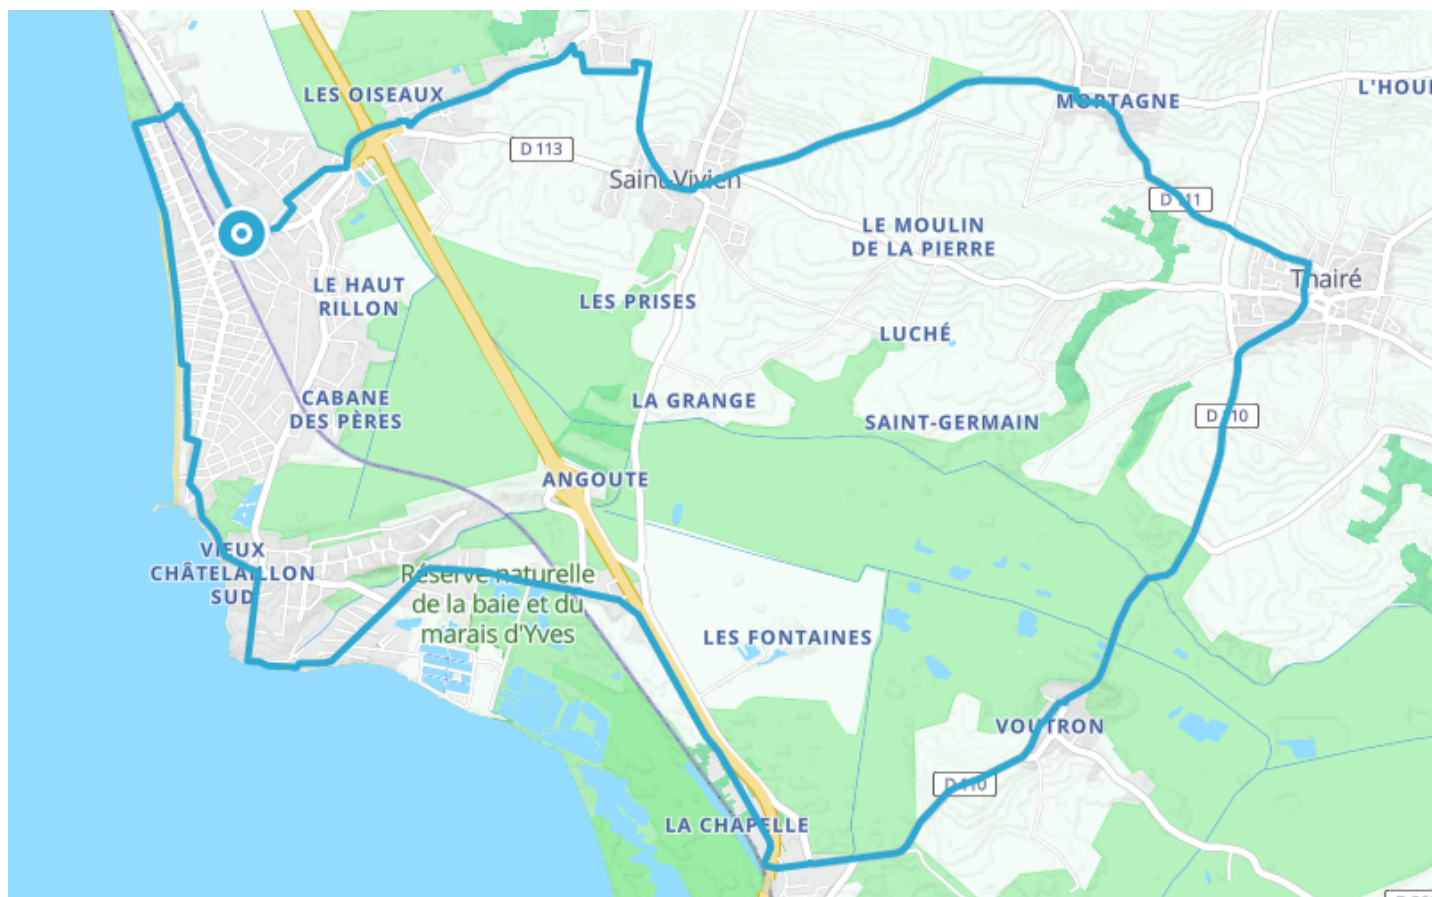 LES OISEAUX
MORTAGNE
D 113
Saint-Vivien
D 111
LE MOULIN
DE LA PIERRE
LE HAUT
RILLON
LES PRISES
Thairé
LUCHÉ
CABANE
DES PÈRES
LA GRANGE
SAINT-GERMAIN
D 110
ANGOUTE
VIEUX
CHÂTELAILLON
SUD
Réserve naturelle
de la baie et du
marais d'Yves
LES FONTAINES
VOUTRON
D 110
LA CHAPELLE